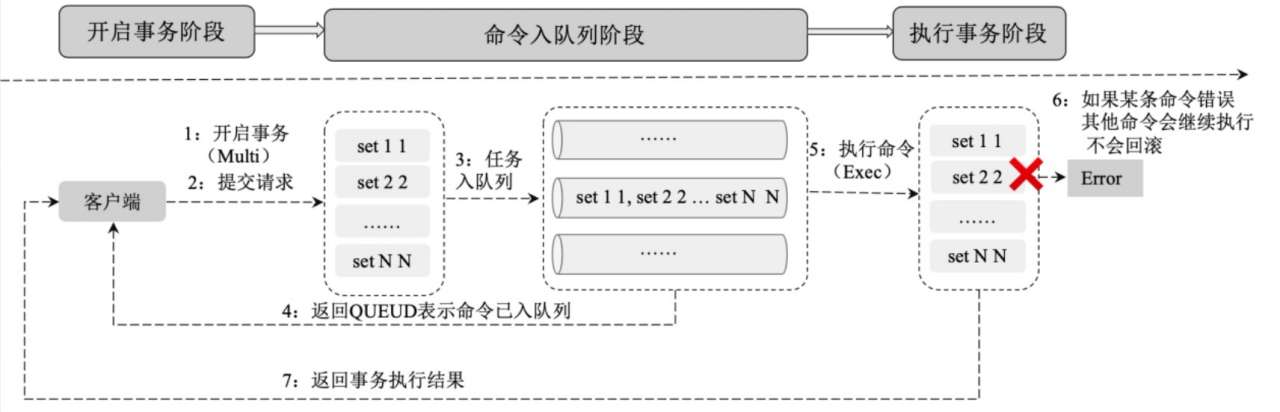 开启事务阶段
命令入队列阶段
执行事务阶段
1：开启事务
（Multi）
2：提交请求
客户端
set 1 1
set 2 2
……
set N N
3：任务
入队列
……
set 1 1, set 2 2 … set N N
……
4：返回QUEUD表示命令已入队列
5：执行命令
（Exec）
set 1 1
set 2 2
……
set N N
6：如果某条命令错误
其他命令会继续执行
不会回滚
Error
7：返回事务执行结果